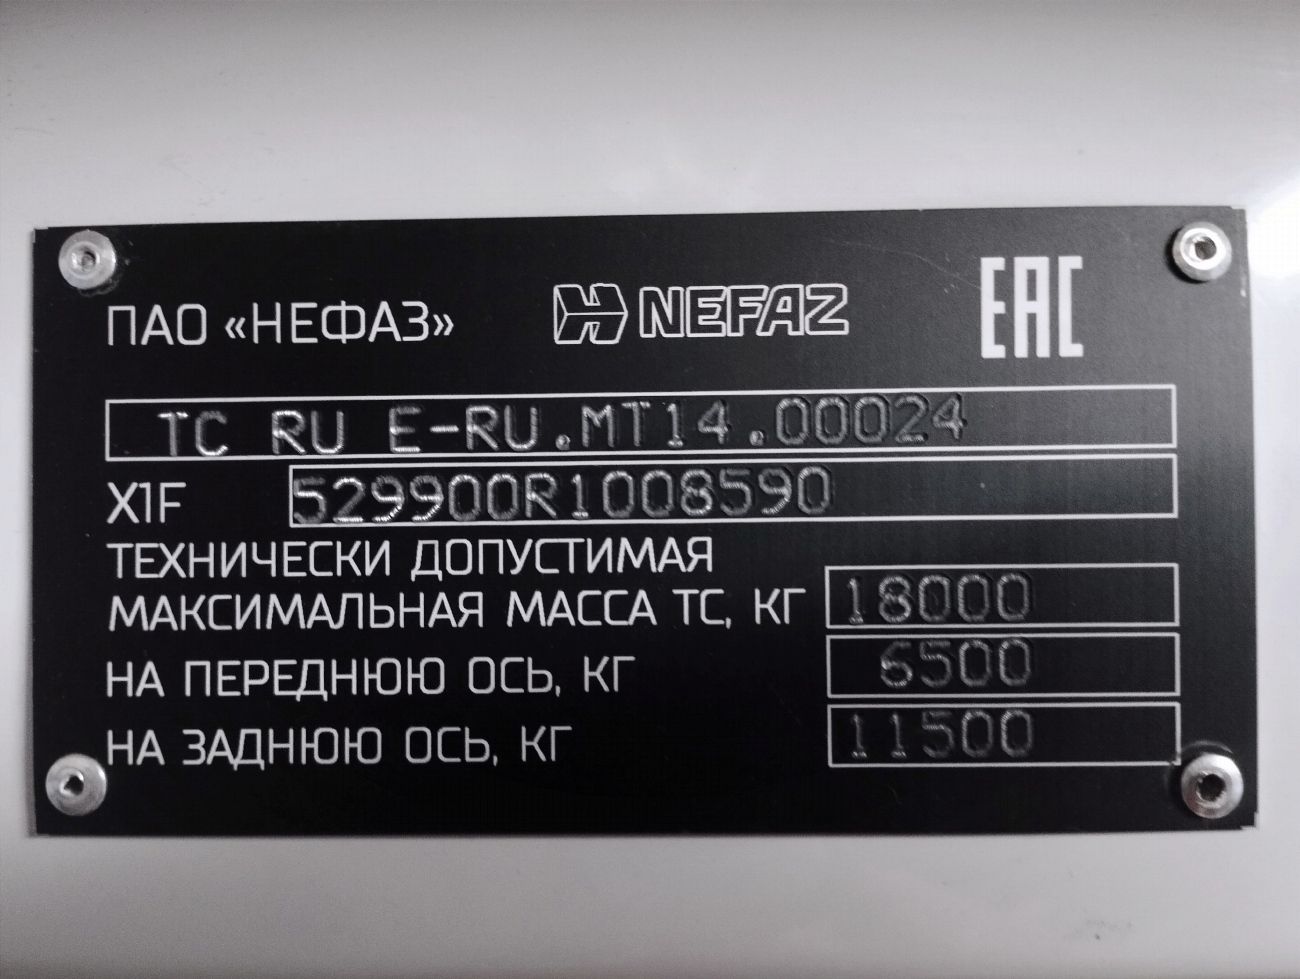 ПАО «НЕФАЗ» NEFAZ EAC
TC RU E-RU.MT14.00024
X1F 529900R1008590
ТЕХНИЧЕСКИ ДОПУСТИМАЯ
МАКСИМАЛЬНАЯ МАССА ТС, КГ 18000
НА ПЕРЕДНЮЮ ОСЬ, КГ 6500
НА ЗАДНЮЮ ОСЬ, КГ 11500